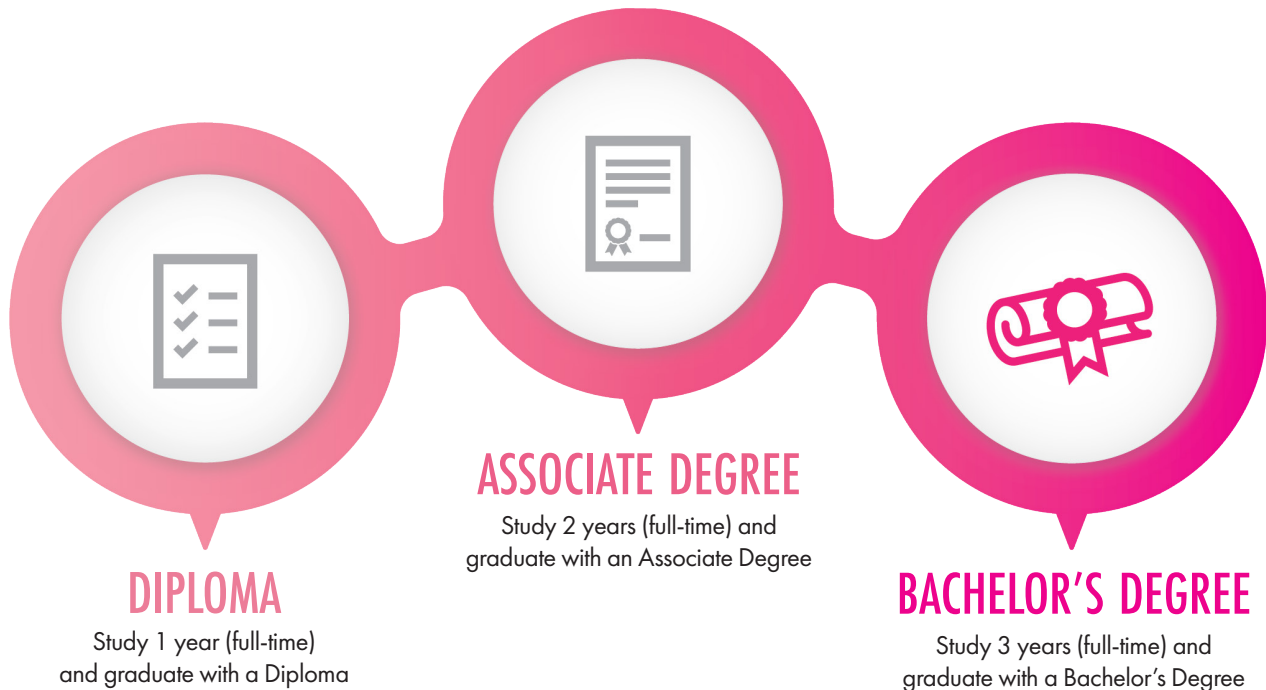 DIPLOMA
Study 1 year (full-time)
and graduate with a Diploma
ASSOCIATE DEGREE
Study 2 years (full-time) and
graduate with an Associate Degree
BACHELOR'S DEGREE
Study 3 years (full-time) and
graduate with a Bachelor's Degree